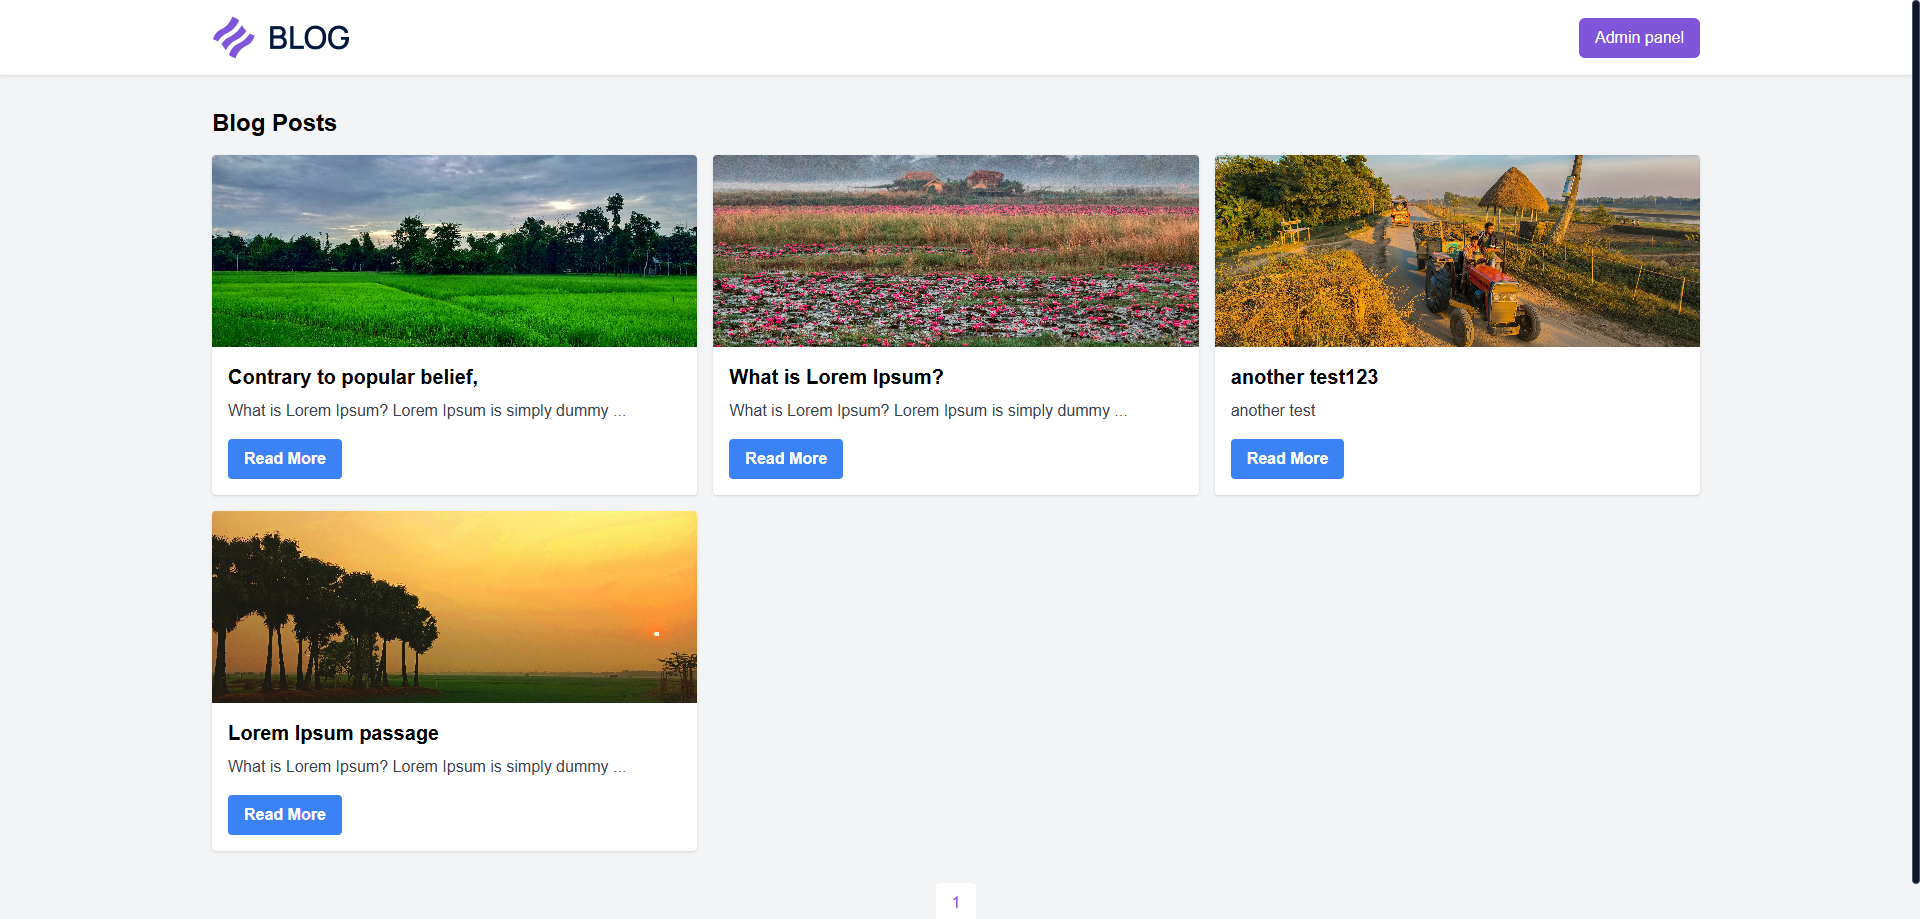 BLOG
Admin panel
Blog Posts
Contrary to popular belief,
What is Lorem Ipsum? Lorem Ipsum is simply dummy ...
Read More
What is Lorem Ipsum?
What is Lorem Ipsum? Lorem Ipsum is simply dummy ...
Read More
another test123
another test
Read More
Lorem Ipsum passage
What is Lorem Ipsum? Lorem Ipsum is simply dummy ...
Read More
1